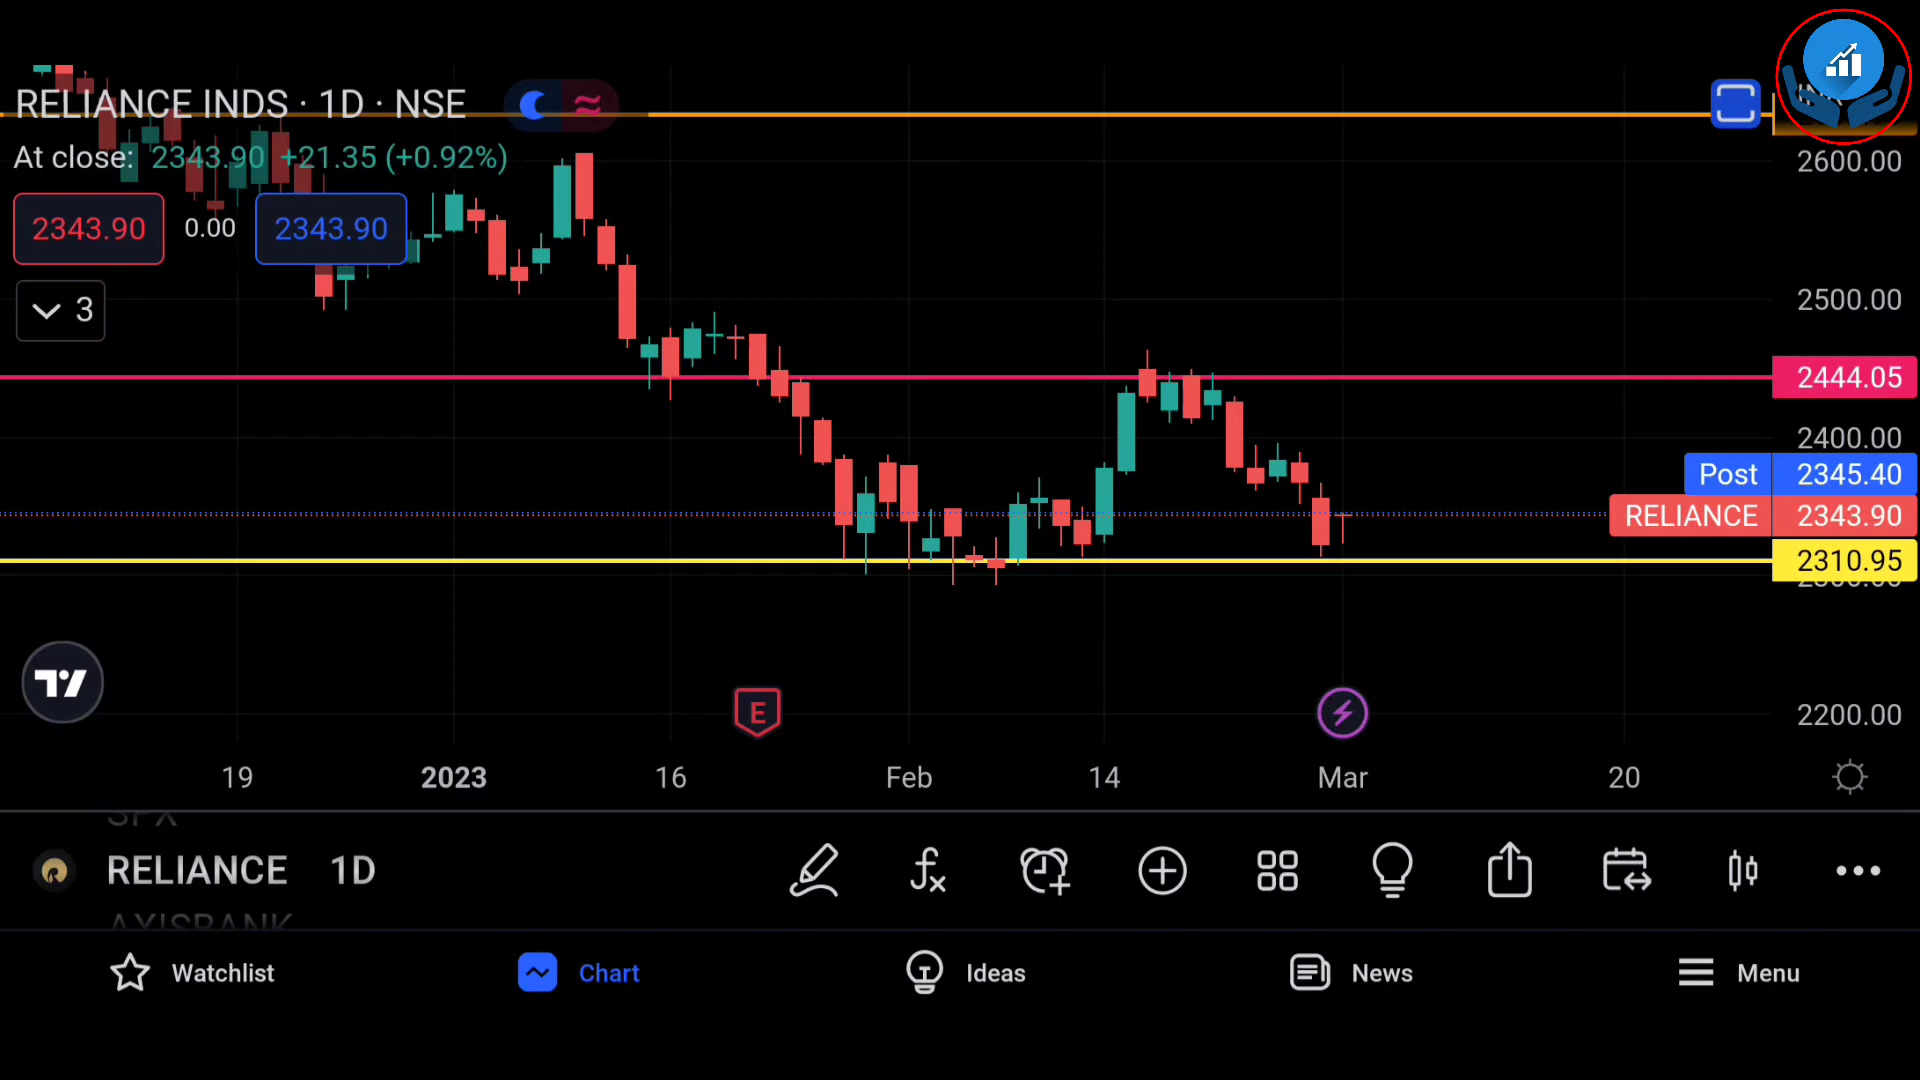 RELIANCE INDS · 1D · NSE
At close: 2343.90 +21.35 (+0.92%)
2343.90 0.00 2343.90
3
2600.00
2500.00
2444.05
2400.00
Post 2345.40
RELIANCE 2343.90
2310.95
2200.00
E
19 2023 16 Feb 14 Mar 20
SPX
RELIANCE 1D
AXISBANK
Watchlist Chart Ideas News Menu